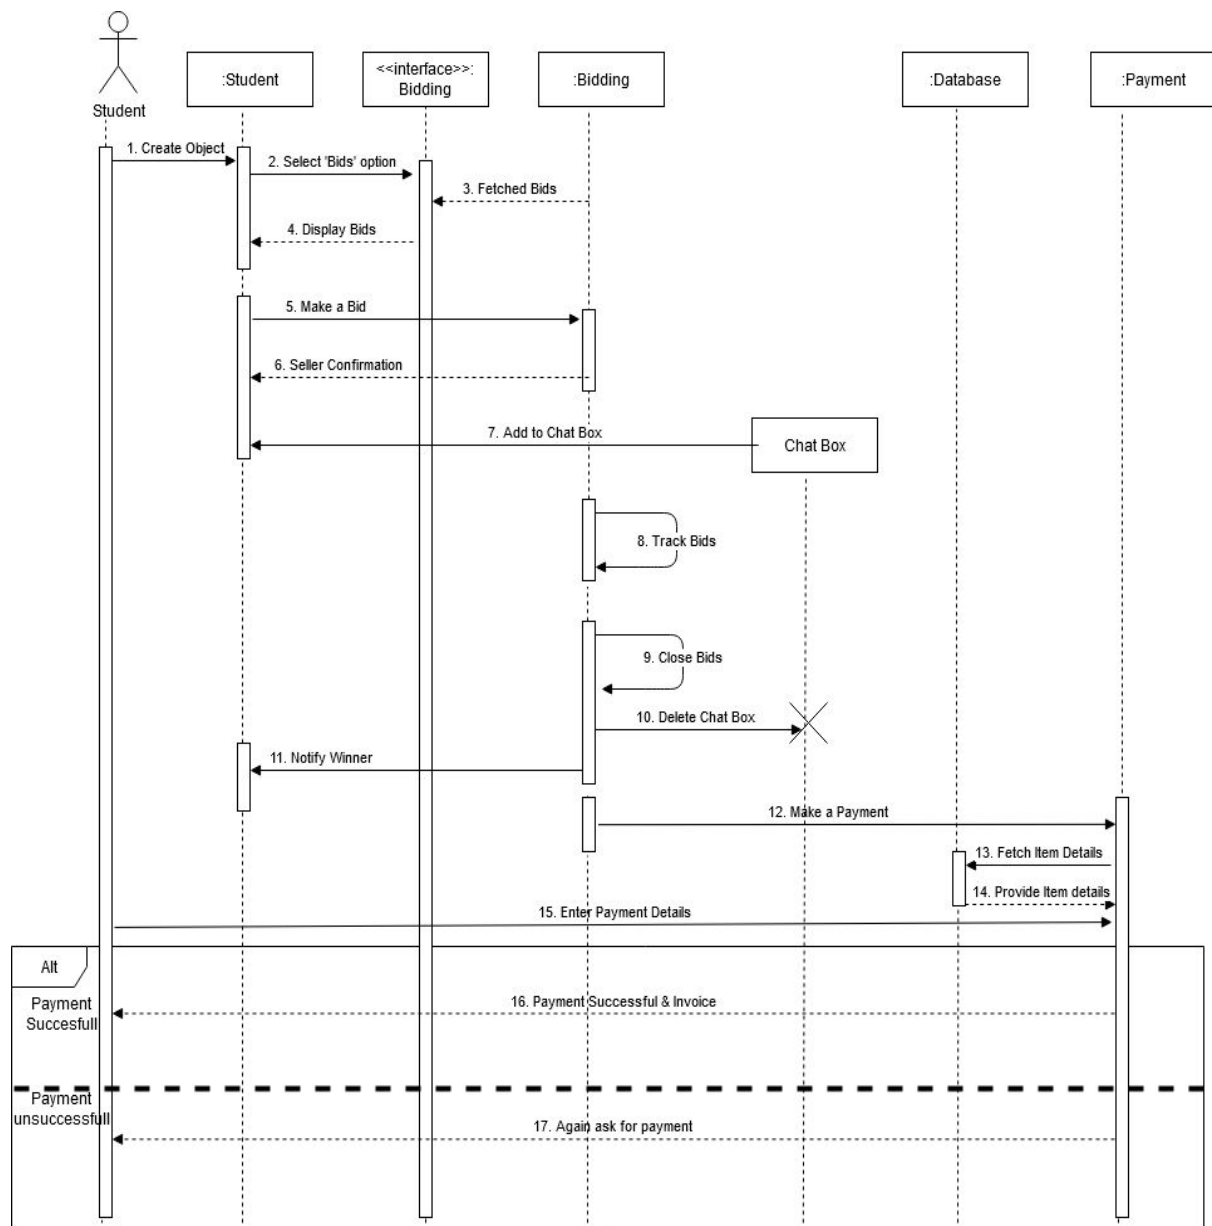 Student
:Student
<<interface>>:
Bidding
:Bidding
:Database
:Payment
1. Create Object
2. Select 'Bids' option
3. Fetched Bids
4. Display Bids
5. Make a Bid
6. Seller Confirmation
7. Add to Chat Box
Chat Box
8. Track Bids
9. Close Bids
10. Delete Chat Box
11. Notify Winner
12. Make a Payment
13. Fetch Item Details
14. Provide Item details
15. Enter Payment Details
Alt
Payment
Succesfull
16. Payment Successful & Invoice
Payment
unsuccessfull
17. Again ask for payment